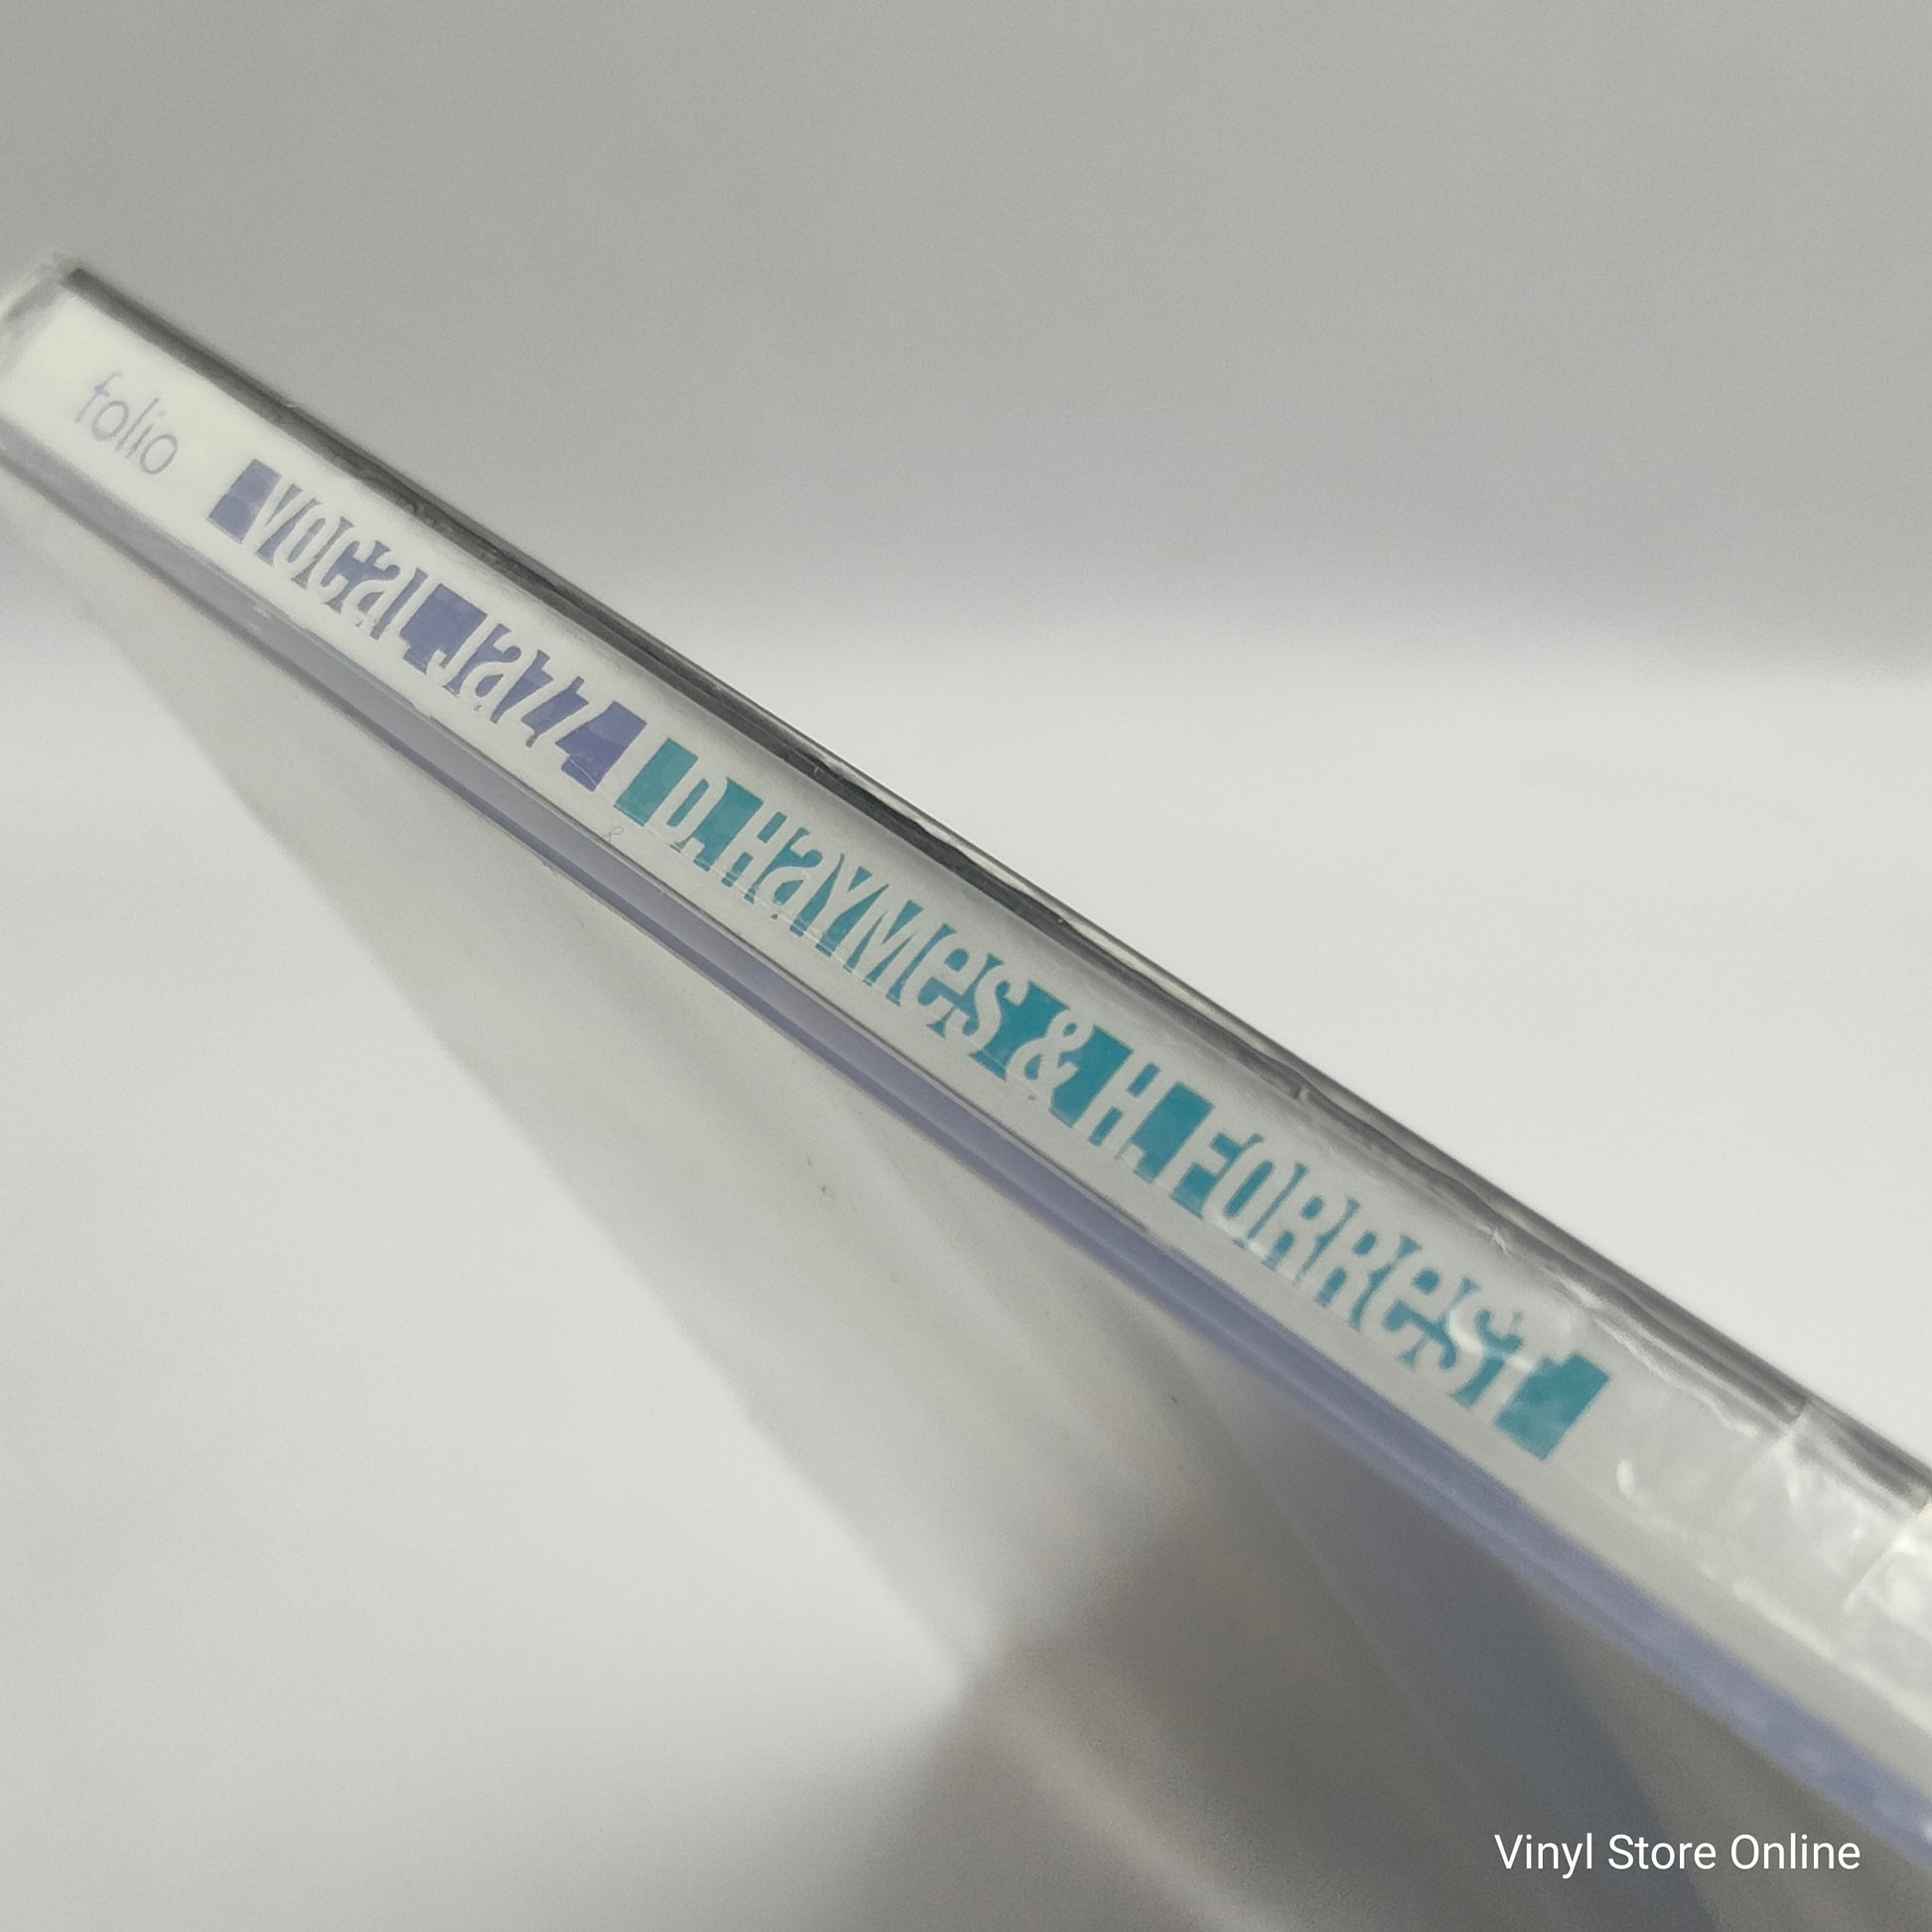 folio VOCAL JAZZ D. HAYMES & H. FORREST
Vinyl Store Online